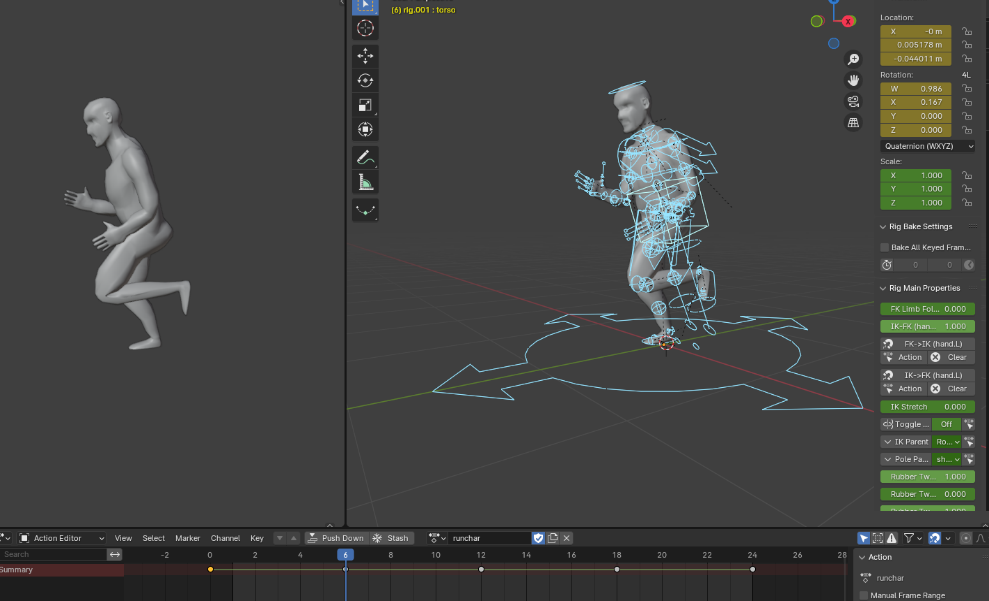 (6) rig.001 : torso
X
Location:
X -0 m
0.005178 m
-0.044011 m
Rotation: 4L
W 0.986
X 0.167
Y 0.000
Z 0.000
Quaternion (WXYZ)
Scale:
X 1.000
Y 1.000
Z 1.000
Rig Bake Settings
Bake All Keyed Fram...
0 0
Rig Main Properties
FK Limb Fol... 0.000
IK-FK (han... 1.000
FK->IK (hand.L)
Action Clear
IK->FK (hand.L)
Action Clear
IK Stretch 0.000
Toggle ... Off
IK Parent Ro...
Pole Pa... sh...
Rubber Tw... 1.000
Rubber Tw... 0.000
Action Editor View Select Marker Channel Key Push Down Stash runchar
Search -2 0 2 4 6 8 10 12 14 16 18 20 22 24 26 28
Summary
Action
runchar
Manual Frame Range